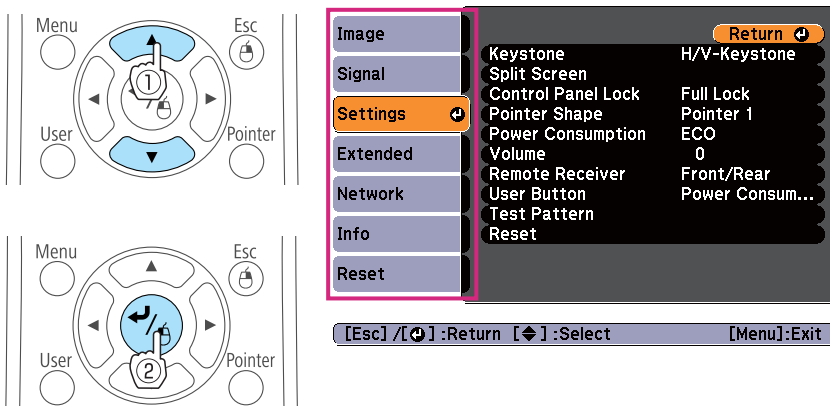 Menu
Esc
1
User
Pointer
Menu
Esc
User
Pointer
2
Image
Signal
Settings
Extended
Network
Info
Reset
Return
Keystone H/V-Keystone
Split Screen
Control Panel Lock Full Lock
Pointer Shape Pointer 1
Power Consumption ECO
Volume 0
Remote Receiver Front/Rear
User Button Power Consum...
Test Pattern
Reset
[Esc] /[ ] :Return [ ] :Select [Menu]:Exit